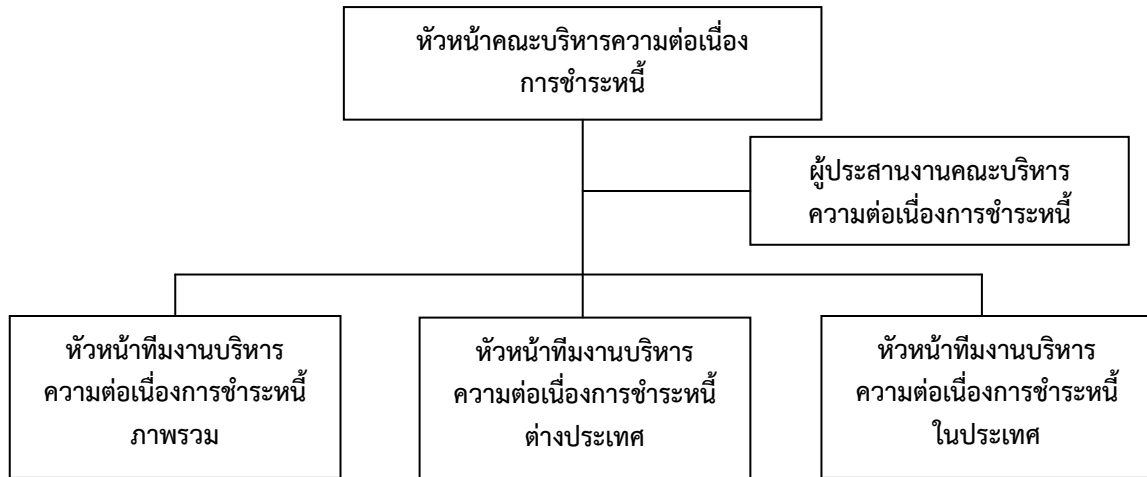 หัวหน้าคณะบริหารความต่อเนื่อง
การชำระหนี้
ผู้ประสานงานคณะบริหาร
ความต่อเนื่องการชำระหนี้
หัวหน้าทีมงานบริหาร
ความต่อเนื่องการชำระหนี้
ภาพรวม
หัวหน้าทีมงานบริหาร
ความต่อเนื่องการชำระหนี้
ต่างประเทศ
หัวหน้าทีมงานบริหาร
ความต่อเนื่องการชำระหนี้
ในประเทศ